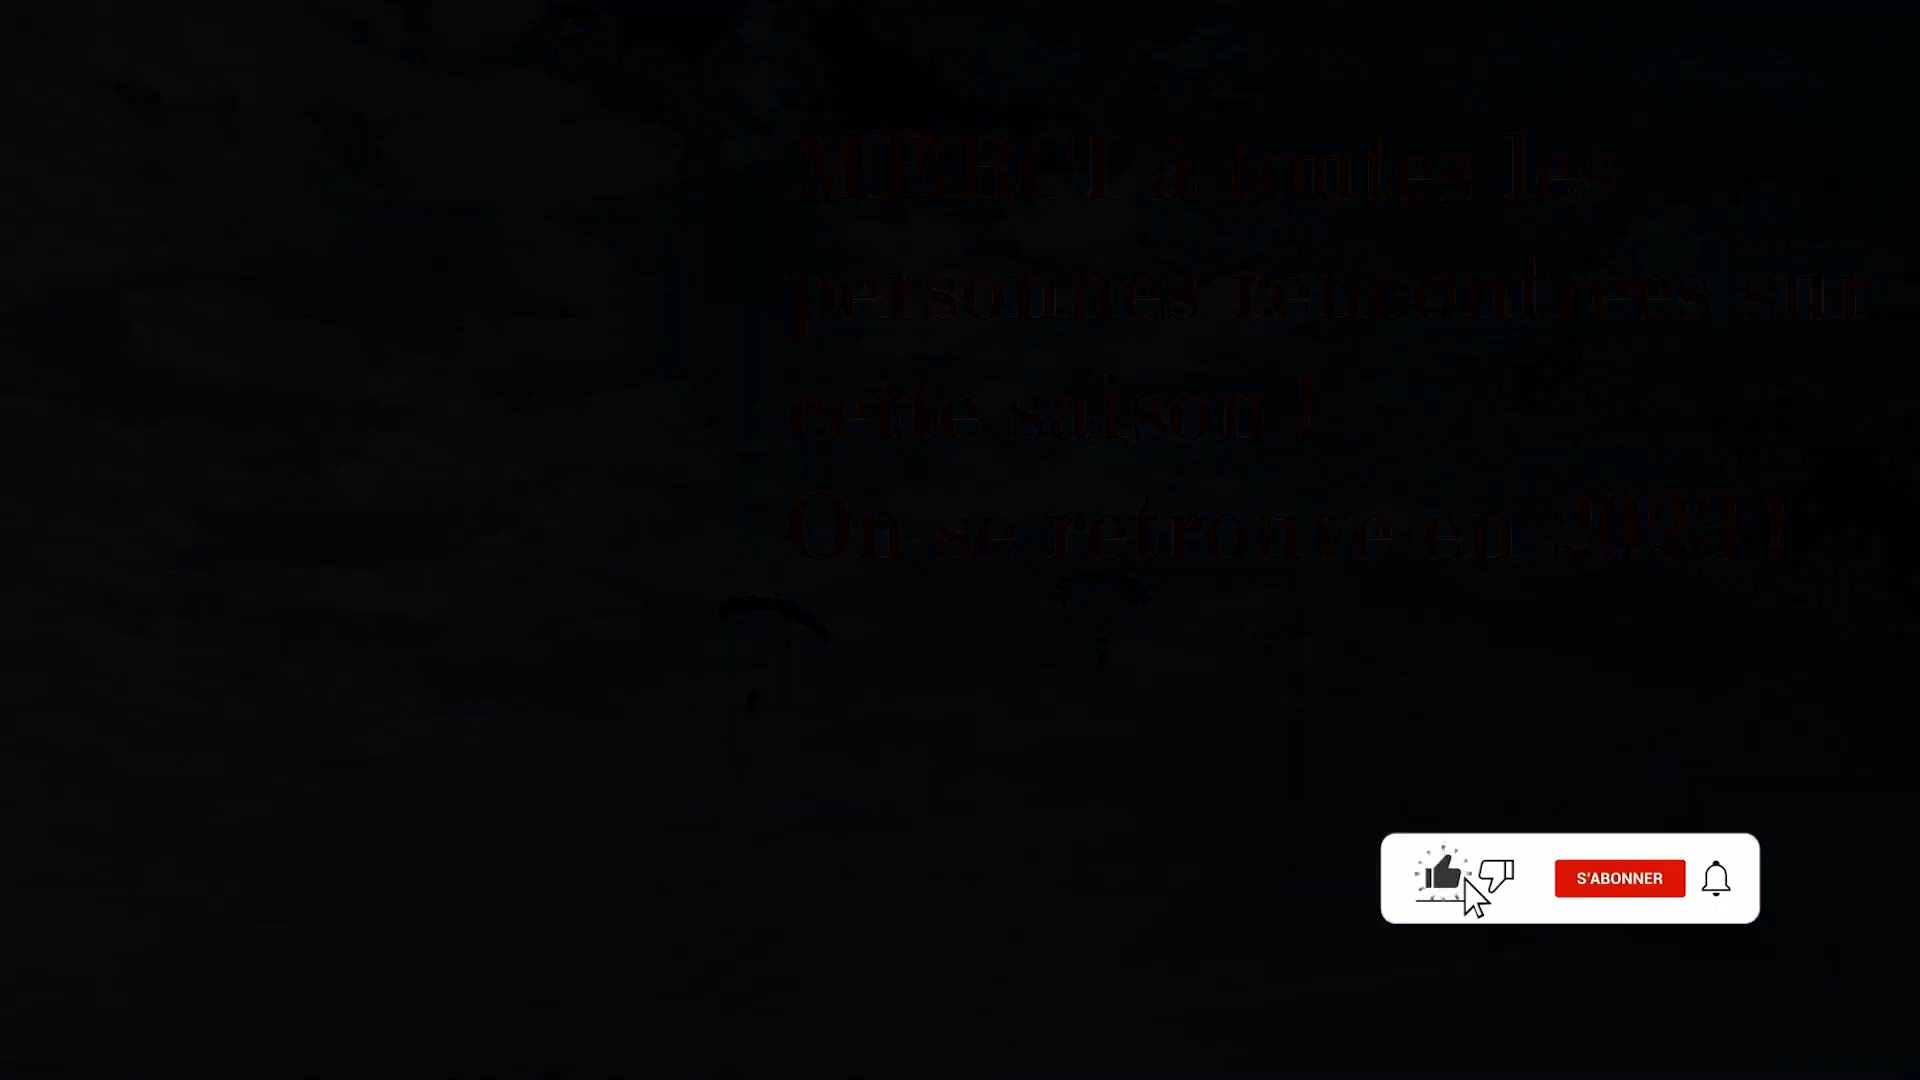 MERCI à toutes les
personnes rencontrées sur
cette saison !
On se retrouve en 2023 !
S'ABONNER